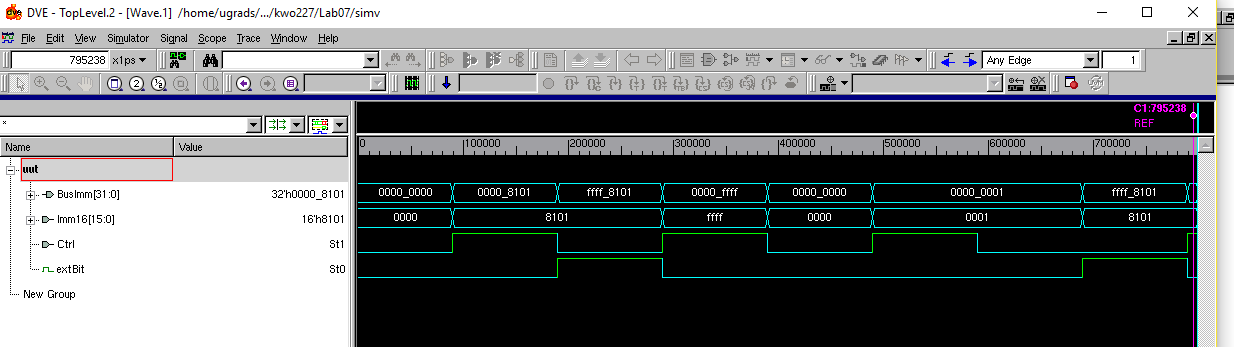 dve DVE - TopLevel.2 - [Wave.1] /home/ugrads/.../kwo227/Lab07/simv
File Edit View Simulator Signal Scope Trace Window Help
795238 x1ps Any Edge 1
2
C1:795238
REF
*
Name Value
0 100000 200000 300000 400000 500000 600000 700000
uut
BusImm[31:0] 32'h0000_8101 0000_0000 0000_8101 ffff_8101 0000_ffff 0000_0000 0000_0001 ffff_8101
Imm16[15:0] 16'h8101 0000 8101 ffff 0000 0001 8101
Ctrl St1
extBit St0
New Group